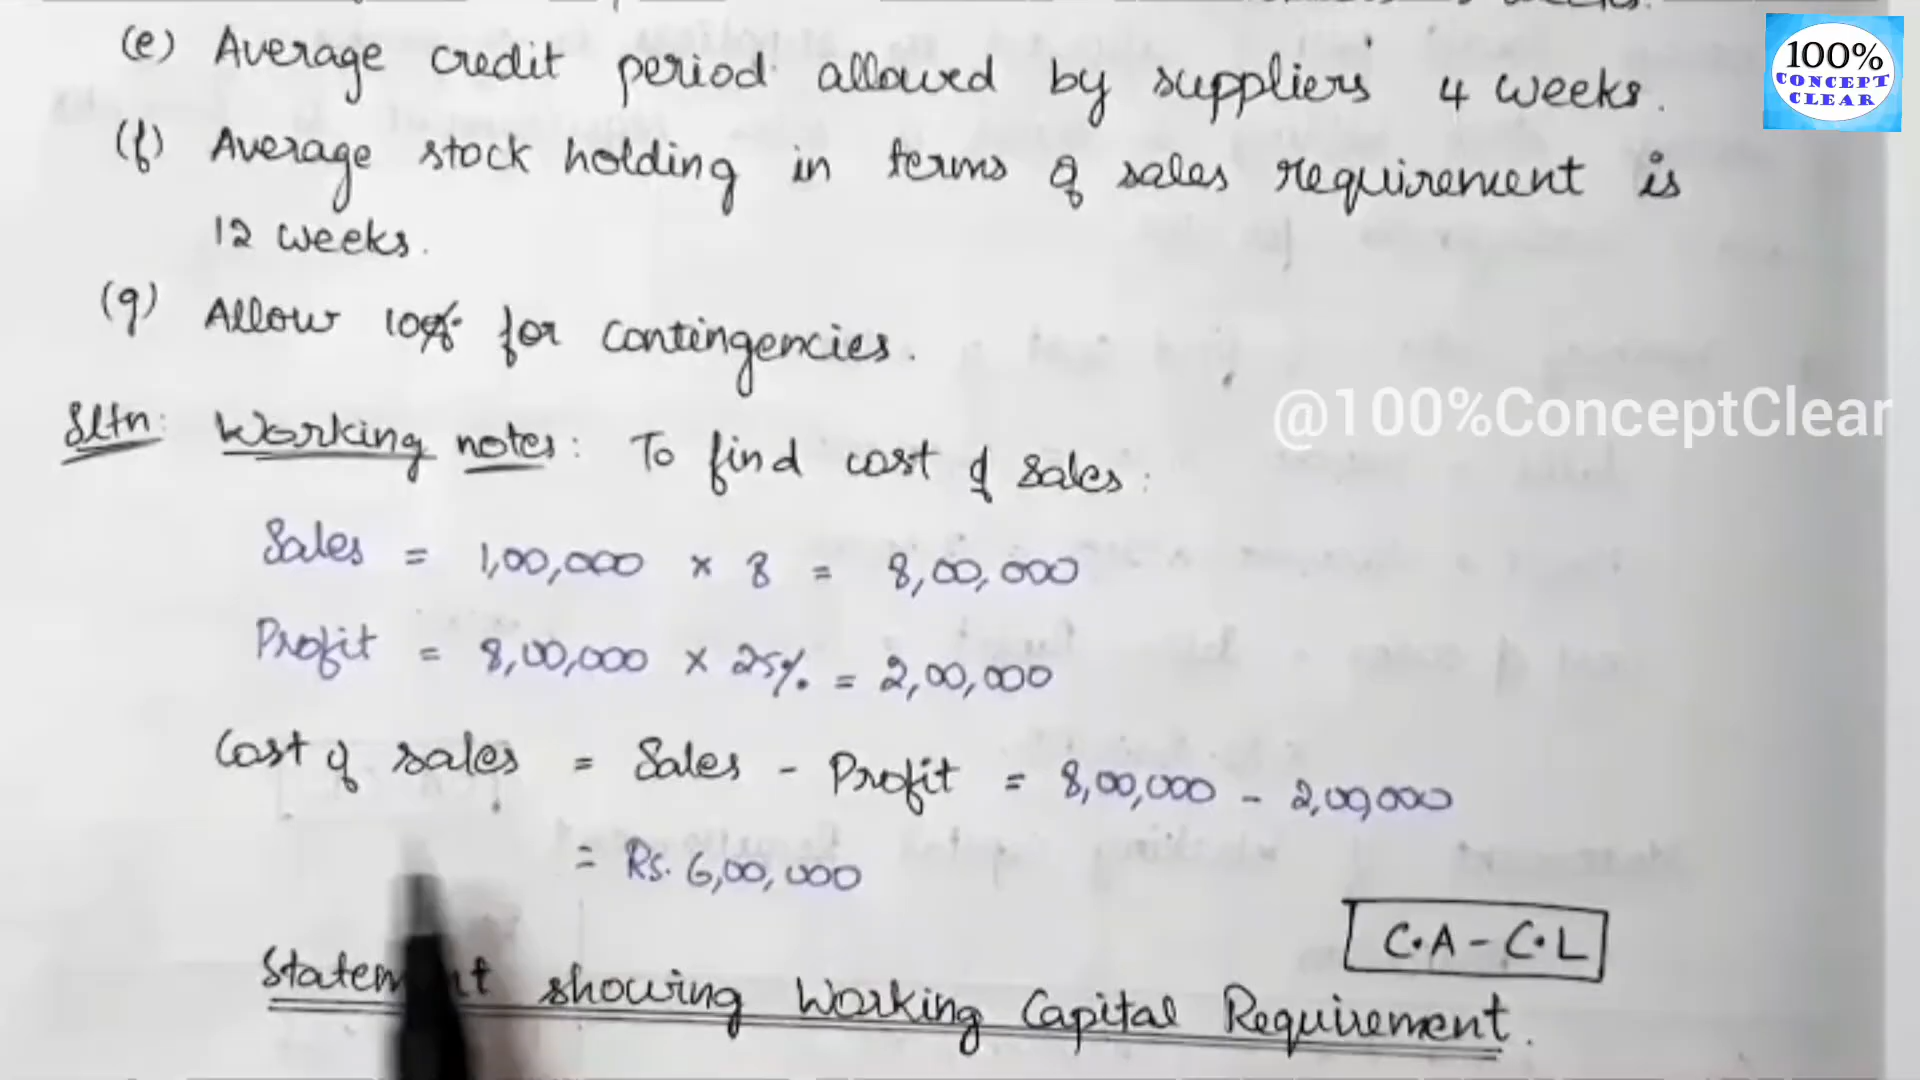 (e) Average credit period allowed by suppliers 4 weeks.
(f) Average stock holding in terms of sales requirement is
12 weeks.
(g) Allow 10% for contingencies.
Sltn: Working notes: To find cost of sales:
Sales = 1,00,000 × 8 = 8,00,000
Profit = 8,00,000 × 25% = 2,00,000
Cost of sales = Sales - Profit = 8,00,000 - 2,00,000
= Rs. 6,00,000
C.A - C.L
Statement showing Working Capital Requirement.
100%
CONCEPT
CLEAR
@100%ConceptClear